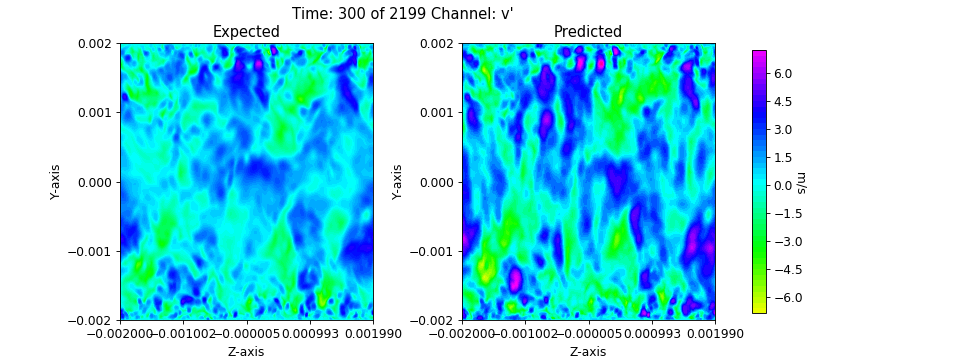 Time: 300 of 2199 Channel: v'
Expected Predicted
0.002 0.002 6.0
0.001 0.001 4.5
3.0
1.5
0.000 0.000 0.0
−1.5
−0.001 −0.001 −3.0
−4.5
−0.002 −0.002 −6.0
Y-axis Y-axis m/s
−0.002000 −0.001002 −0.000005 0.000993 0.001990 −0.002000 −0.001002 −0.000005 0.000993 0.001990
Z-axis Z-axis